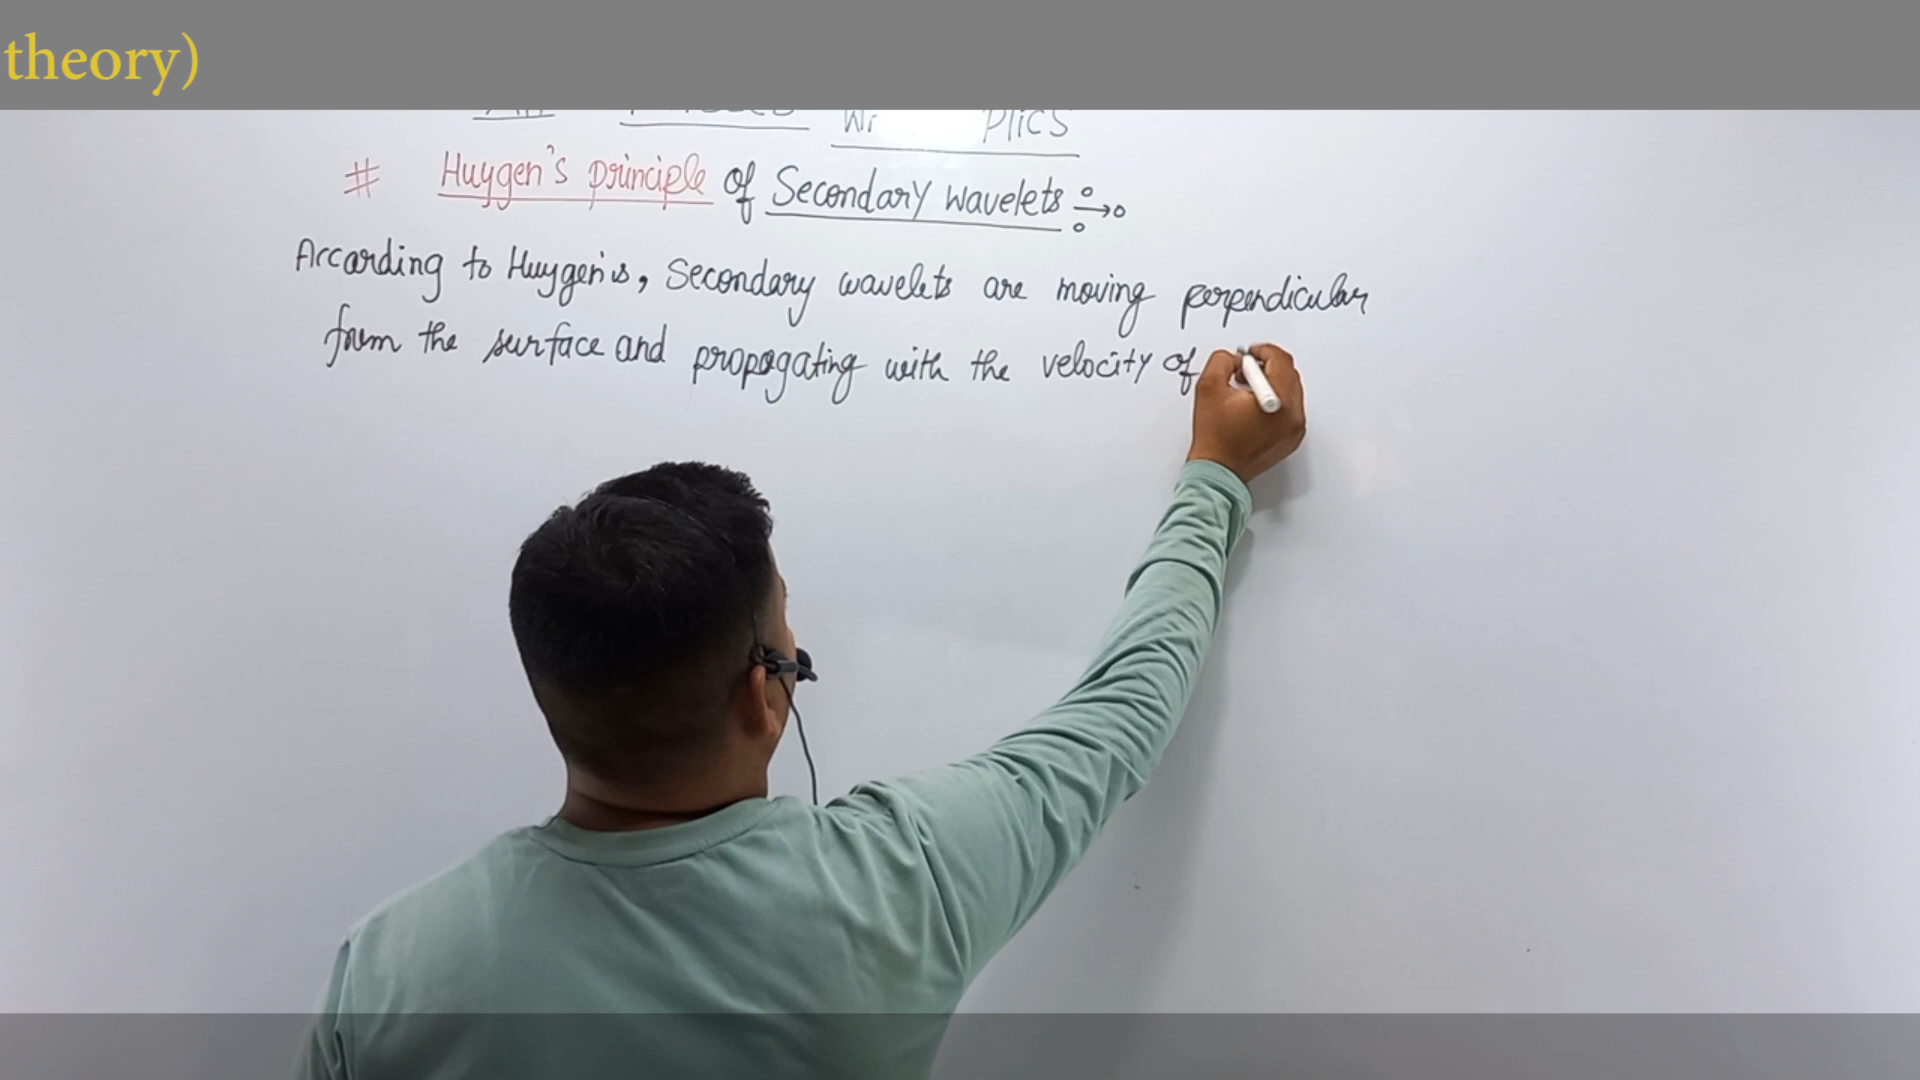 theory)
# Huygen's principle of Secondary wavelets
According to Huygen's, Secondary wavelets are moving perpendicular
from the surface and propagating with the velocity of